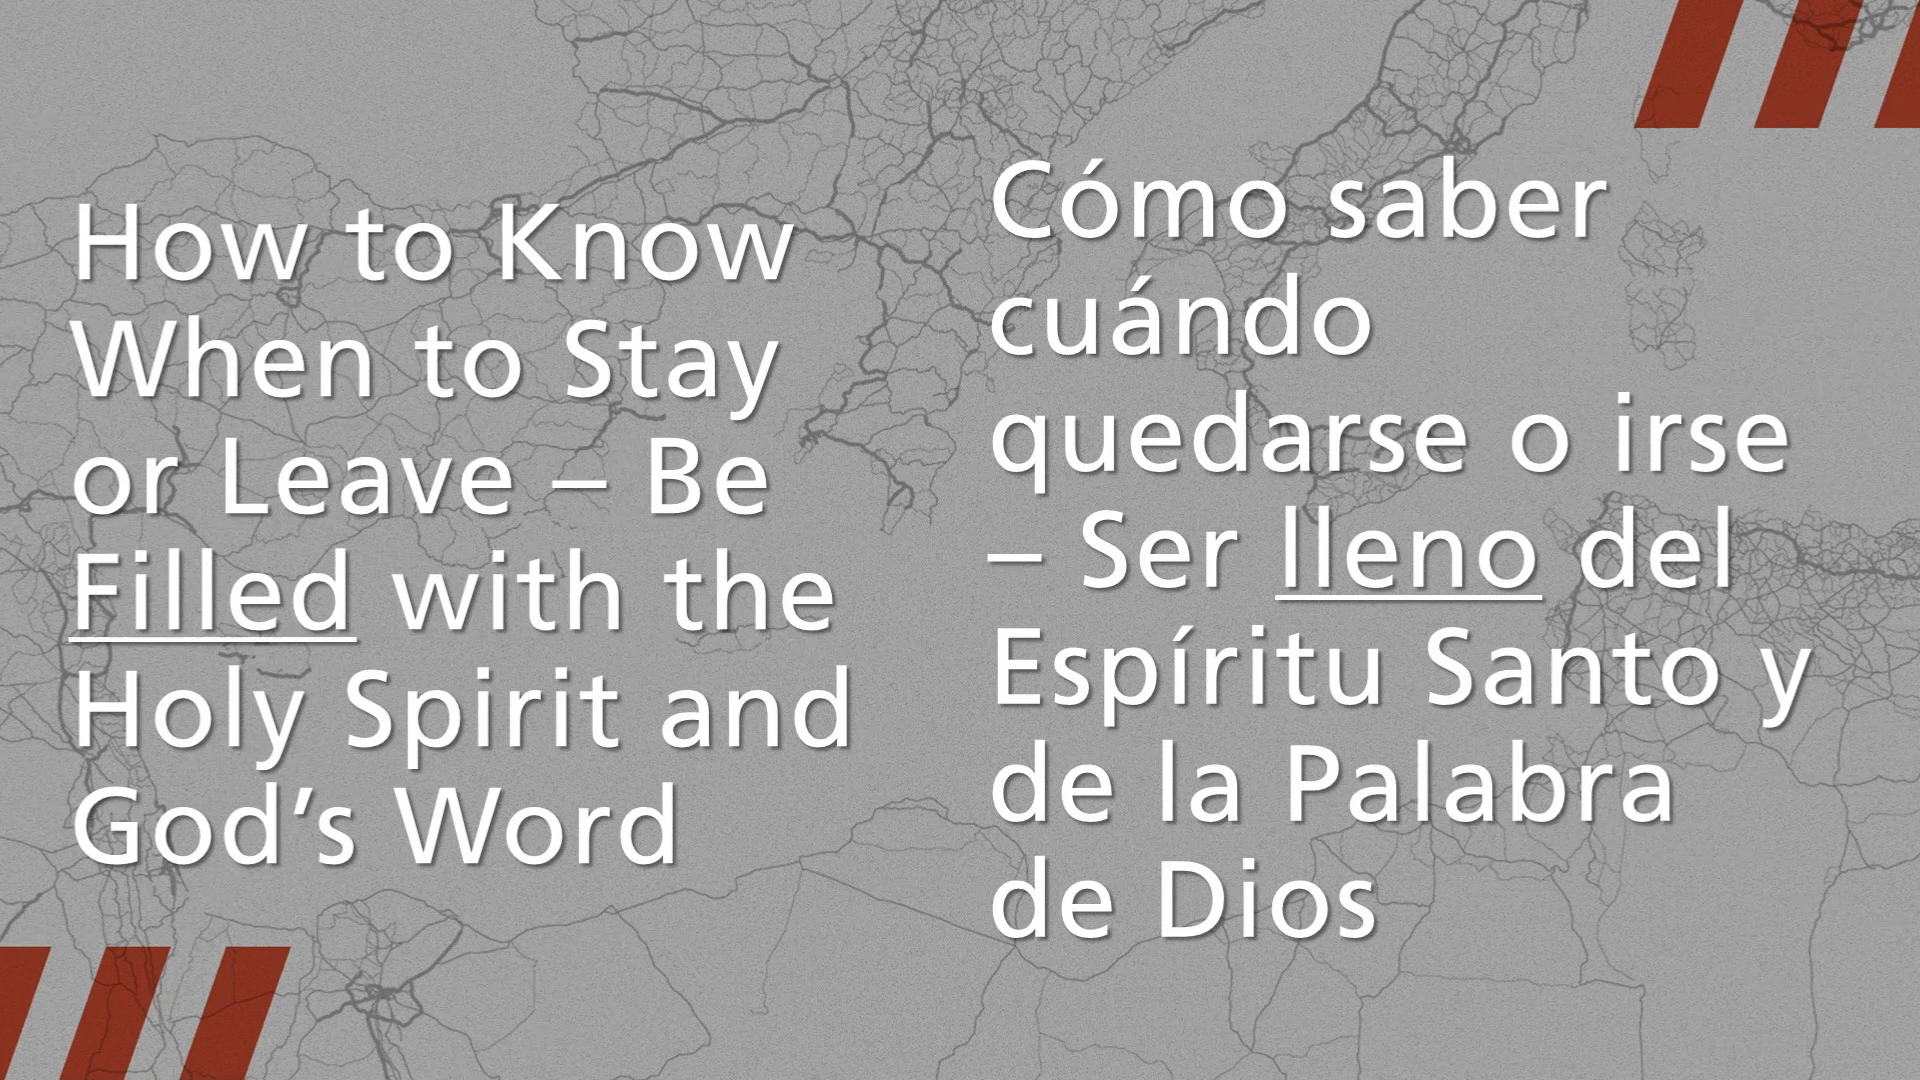 How to Know
When to Stay
or Leave – Be
Filled with the
Holy Spirit and
God’s Word
Cómo saber
cuándo
quedarse o irse
– Ser lleno del
Espíritu Santo y
de la Palabra
de Dios